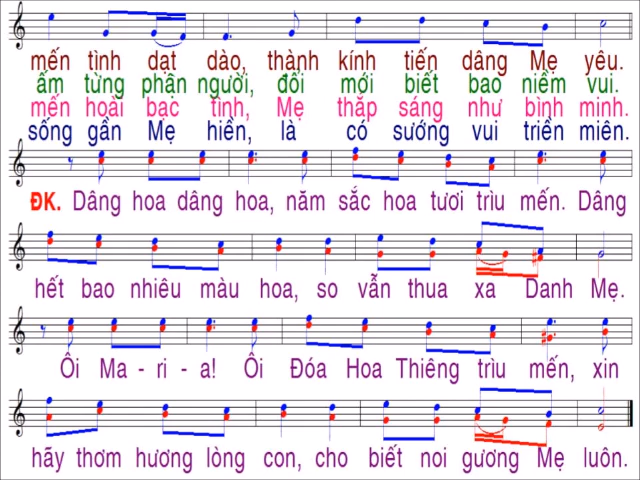 mến tình dạt dào, thành kính tiến dâng Mẹ yêu.
ấm từng phận người, đổi mới biết bao niềm vui.
mến hoài bạc tình, Mẹ thắp sáng như bình minh.
sống gần Mẹ hiền, là có sướng vui triền miên.
ĐK. Dâng hoa dâng hoa, năm sắc hoa tươi trìu mến. Dâng
hết bao nhiêu màu hoa, so vẫn thua xa Danh Mẹ.
Ôi Ma - ri - a! Ôi Đóa Hoa Thiêng trìu mến, xin
hãy thơm hương lòng con, cho biết noi gương Mẹ luôn.